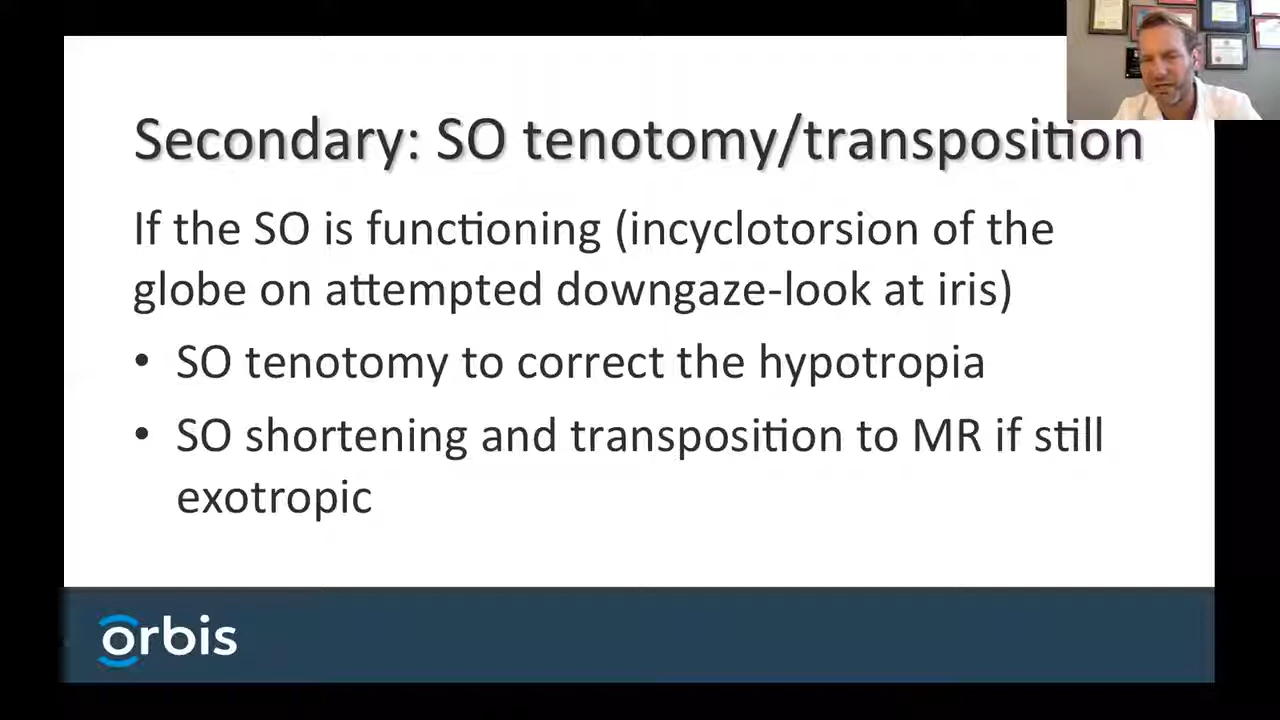 Secondary: SO tenotomy/transposition
If the SO is functioning (incyclotorsion of the
globe on attempted downgaze-look at iris)
• SO tenotomy to correct the hypotropia
• SO shortening and transposition to MR if still
exotropic
orbis